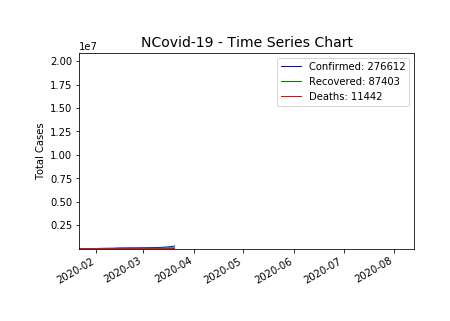 NCovid-19 - Time Series Chart
1e7
2.00
1.75
1.50
1.25
1.00
0.75
0.50
0.25
Total Cases
Confirmed: 276612
Recovered: 87403
Deaths: 11442
2020-02
2020-03
2020-04
2020-05
2020-06
2020-07
2020-08